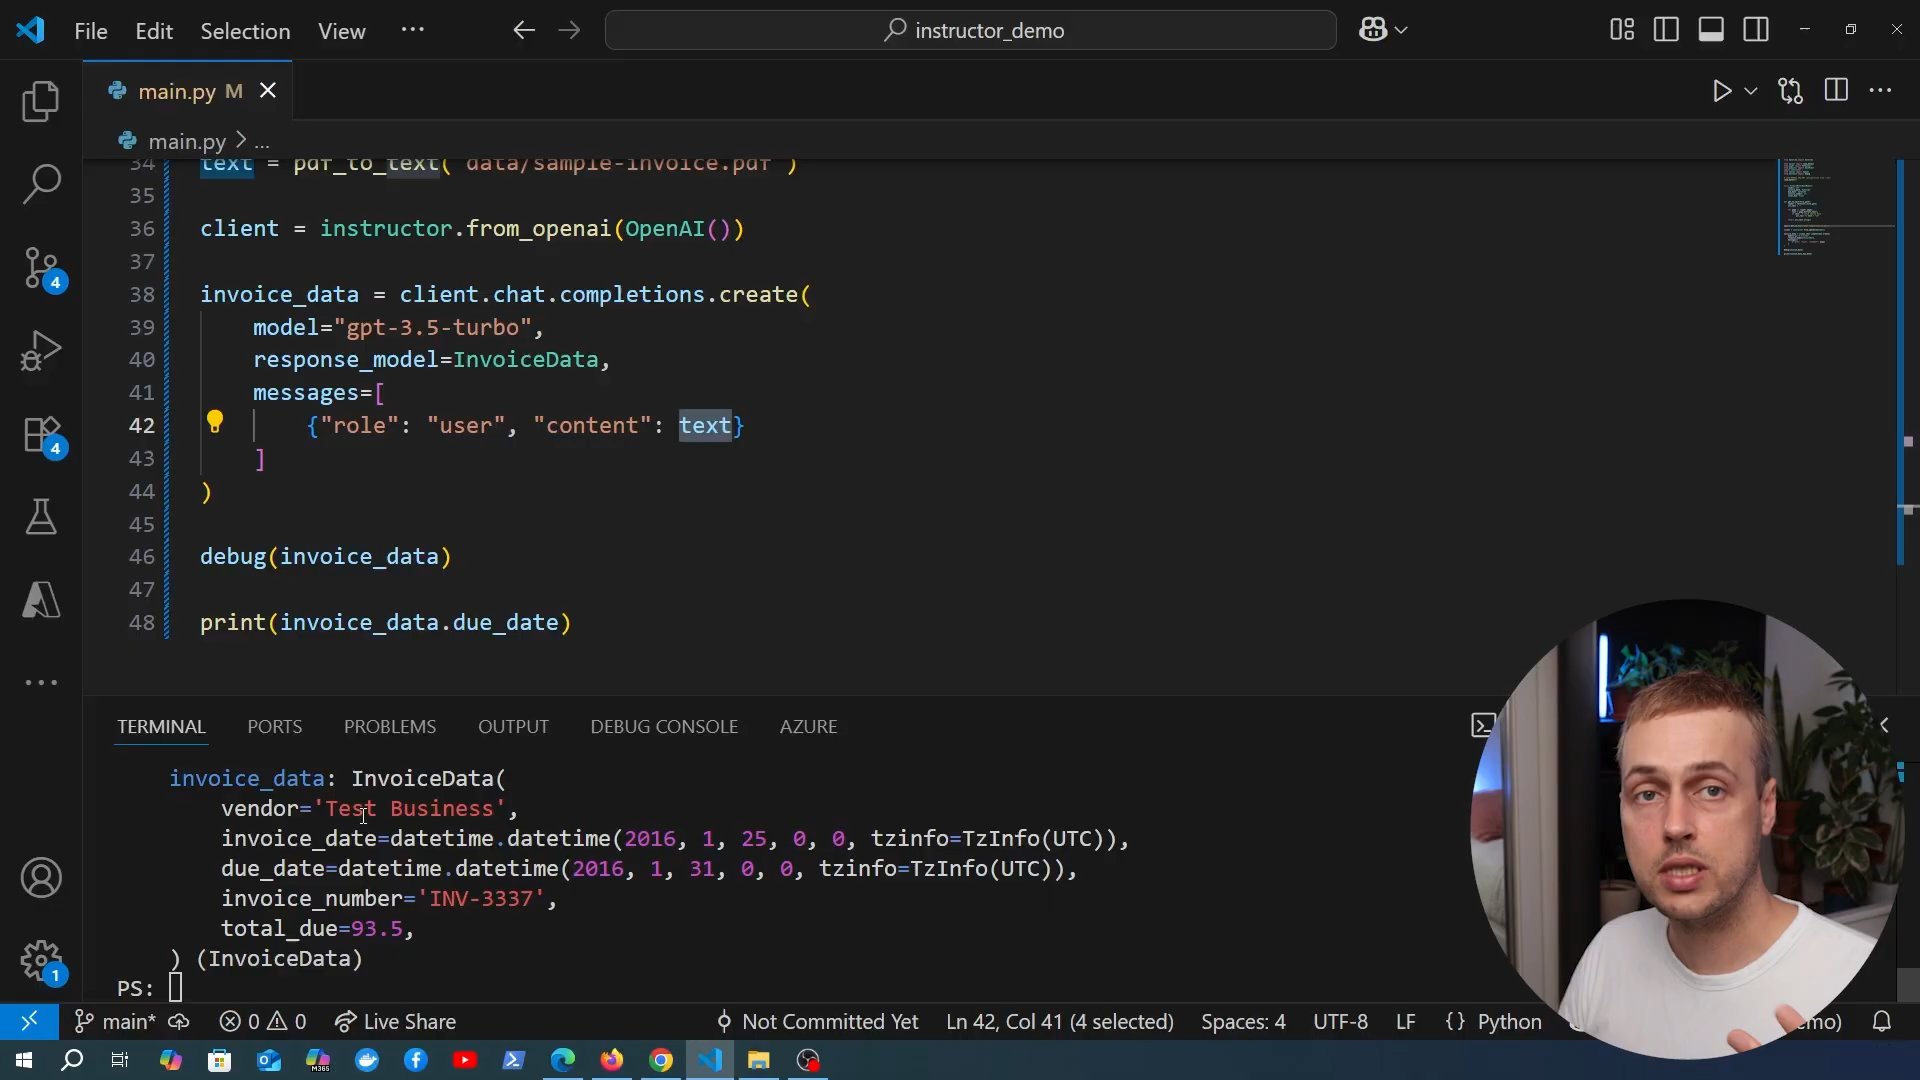 File Edit Selection View ...
instructor_demo
main.py M
main.py > ...
34 text = pdf_to_text("data/sample-invoice.pdf")
35
36 client = instructor.from_openai(OpenAI())
37
38 invoice_data = client.chat.completions.create(
39 model="gpt-3.5-turbo",
40 response_model=InvoiceData,
41 messages=[
42 {"role": "user", "content": text}
43 ]
44 )
45
46 debug(invoice_data)
47
48 print(invoice_data.due_date)
4
4
1
TERMINAL PORTS PROBLEMS OUTPUT DEBUG CONSOLE AZURE
invoice_data: InvoiceData(
vendor='Test Business',
invoice_date=datetime.datetime(2016, 1, 25, 0, 0, tzinfo=TzInfo(UTC)),
due_date=datetime.datetime(2016, 1, 31, 0, 0, tzinfo=TzInfo(UTC)),
invoice_number='INV-3337',
total_due=93.5,
) (InvoiceData)
PS:
main* 0 0 Live Share Not Committed Yet Ln 42, Col 41 (4 selected) Spaces: 4 UTF-8 LF {} Python
M365